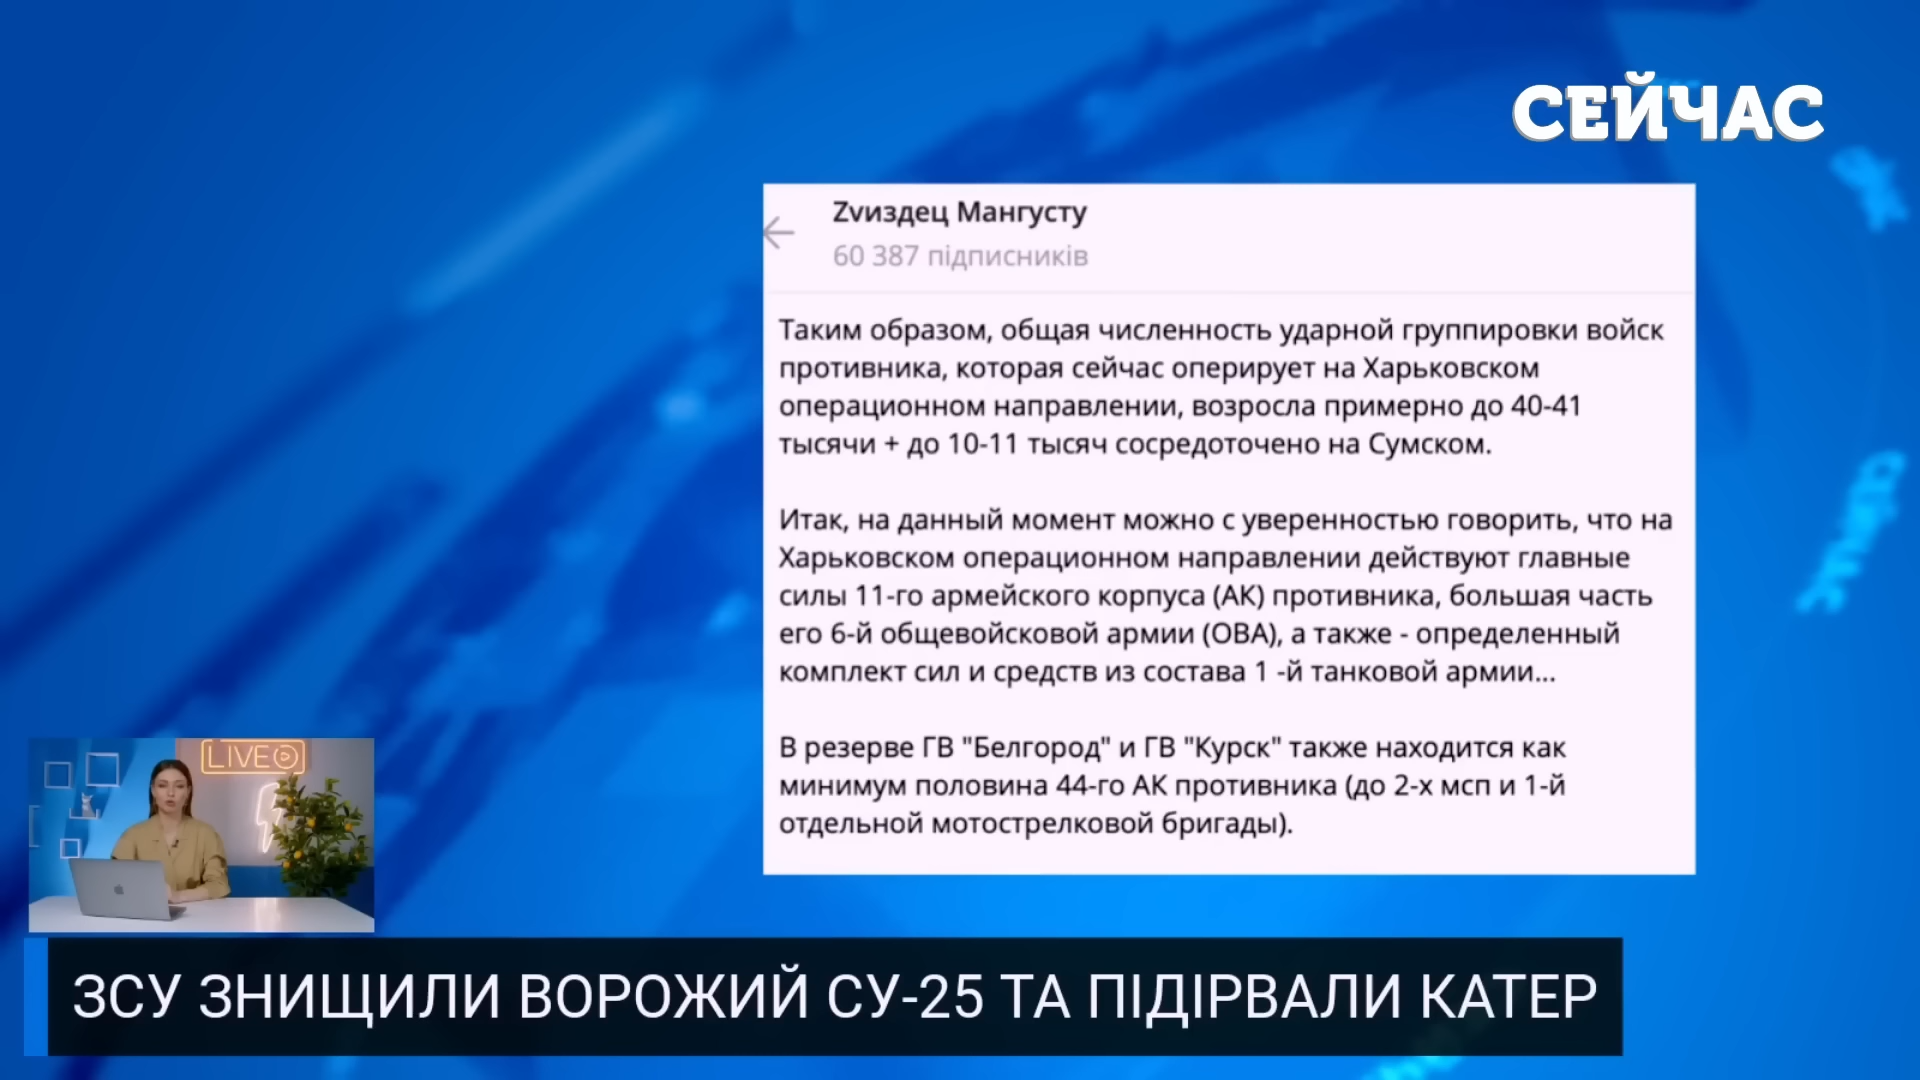 СЕЙЧАС
Zvиздец Мангусту
60 387 підписників
Таким образом, общая численность ударной группировки войск
противника, которая сейчас оперирует на Харьковском
операционном направлении, возросла примерно до 40-41
тысячи + до 10-11 тысяч сосредоточено на Сумском.
Итак, на данный момент можно с уверенностью говорить, что на
Харьковском операционном направлении действуют главные
силы 11-го армейского корпуса (АК) противника, большая часть
его 6-й общевойсковой армии (ОВА), а также - определенный
комплект сил и средств из состава 1 -й танковой армии...
В резерве ГВ "Белгород" и ГВ "Курск" также находится как
минимум половина 44-го АК противника (до 2-х мсп и 1-й
отдельной мотострелковой бригады).
LIVE
ЗСУ ЗНИЩИЛИ ВОРОЖИЙ СУ-25 ТА ПІДІРВАЛИ КАТЕР